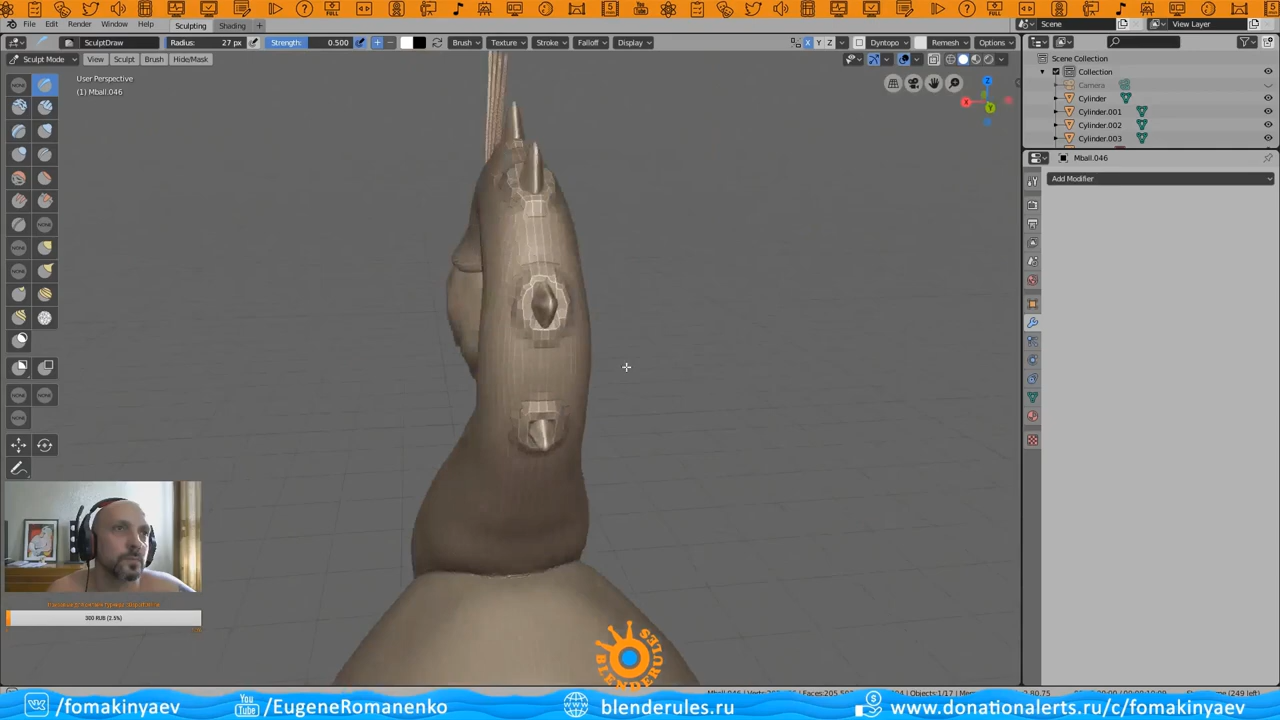 File Edit Render Window Help Sculpting Shading + Scene View Layer
SculptDraw Radius: 27 px Strength: 0.500 Brush Texture Stroke Falloff Display X Y Z Dyntopo Remesh Options
Sculpt Mode View Sculpt Brush Hide/Mask
User Perspective
(1) Mball.046
Scene Collection
Collection
Camera
Cylinder
Cylinder.001
Cylinder.002
Cylinder.003
Mball.046
Add Modifier
300 RUB (2.5%)
BLENDERULES
/fomakinyaev You Tube /EugeneRomanenko blenderules.ru www.donationalerts.ru/c/fomakinyaev